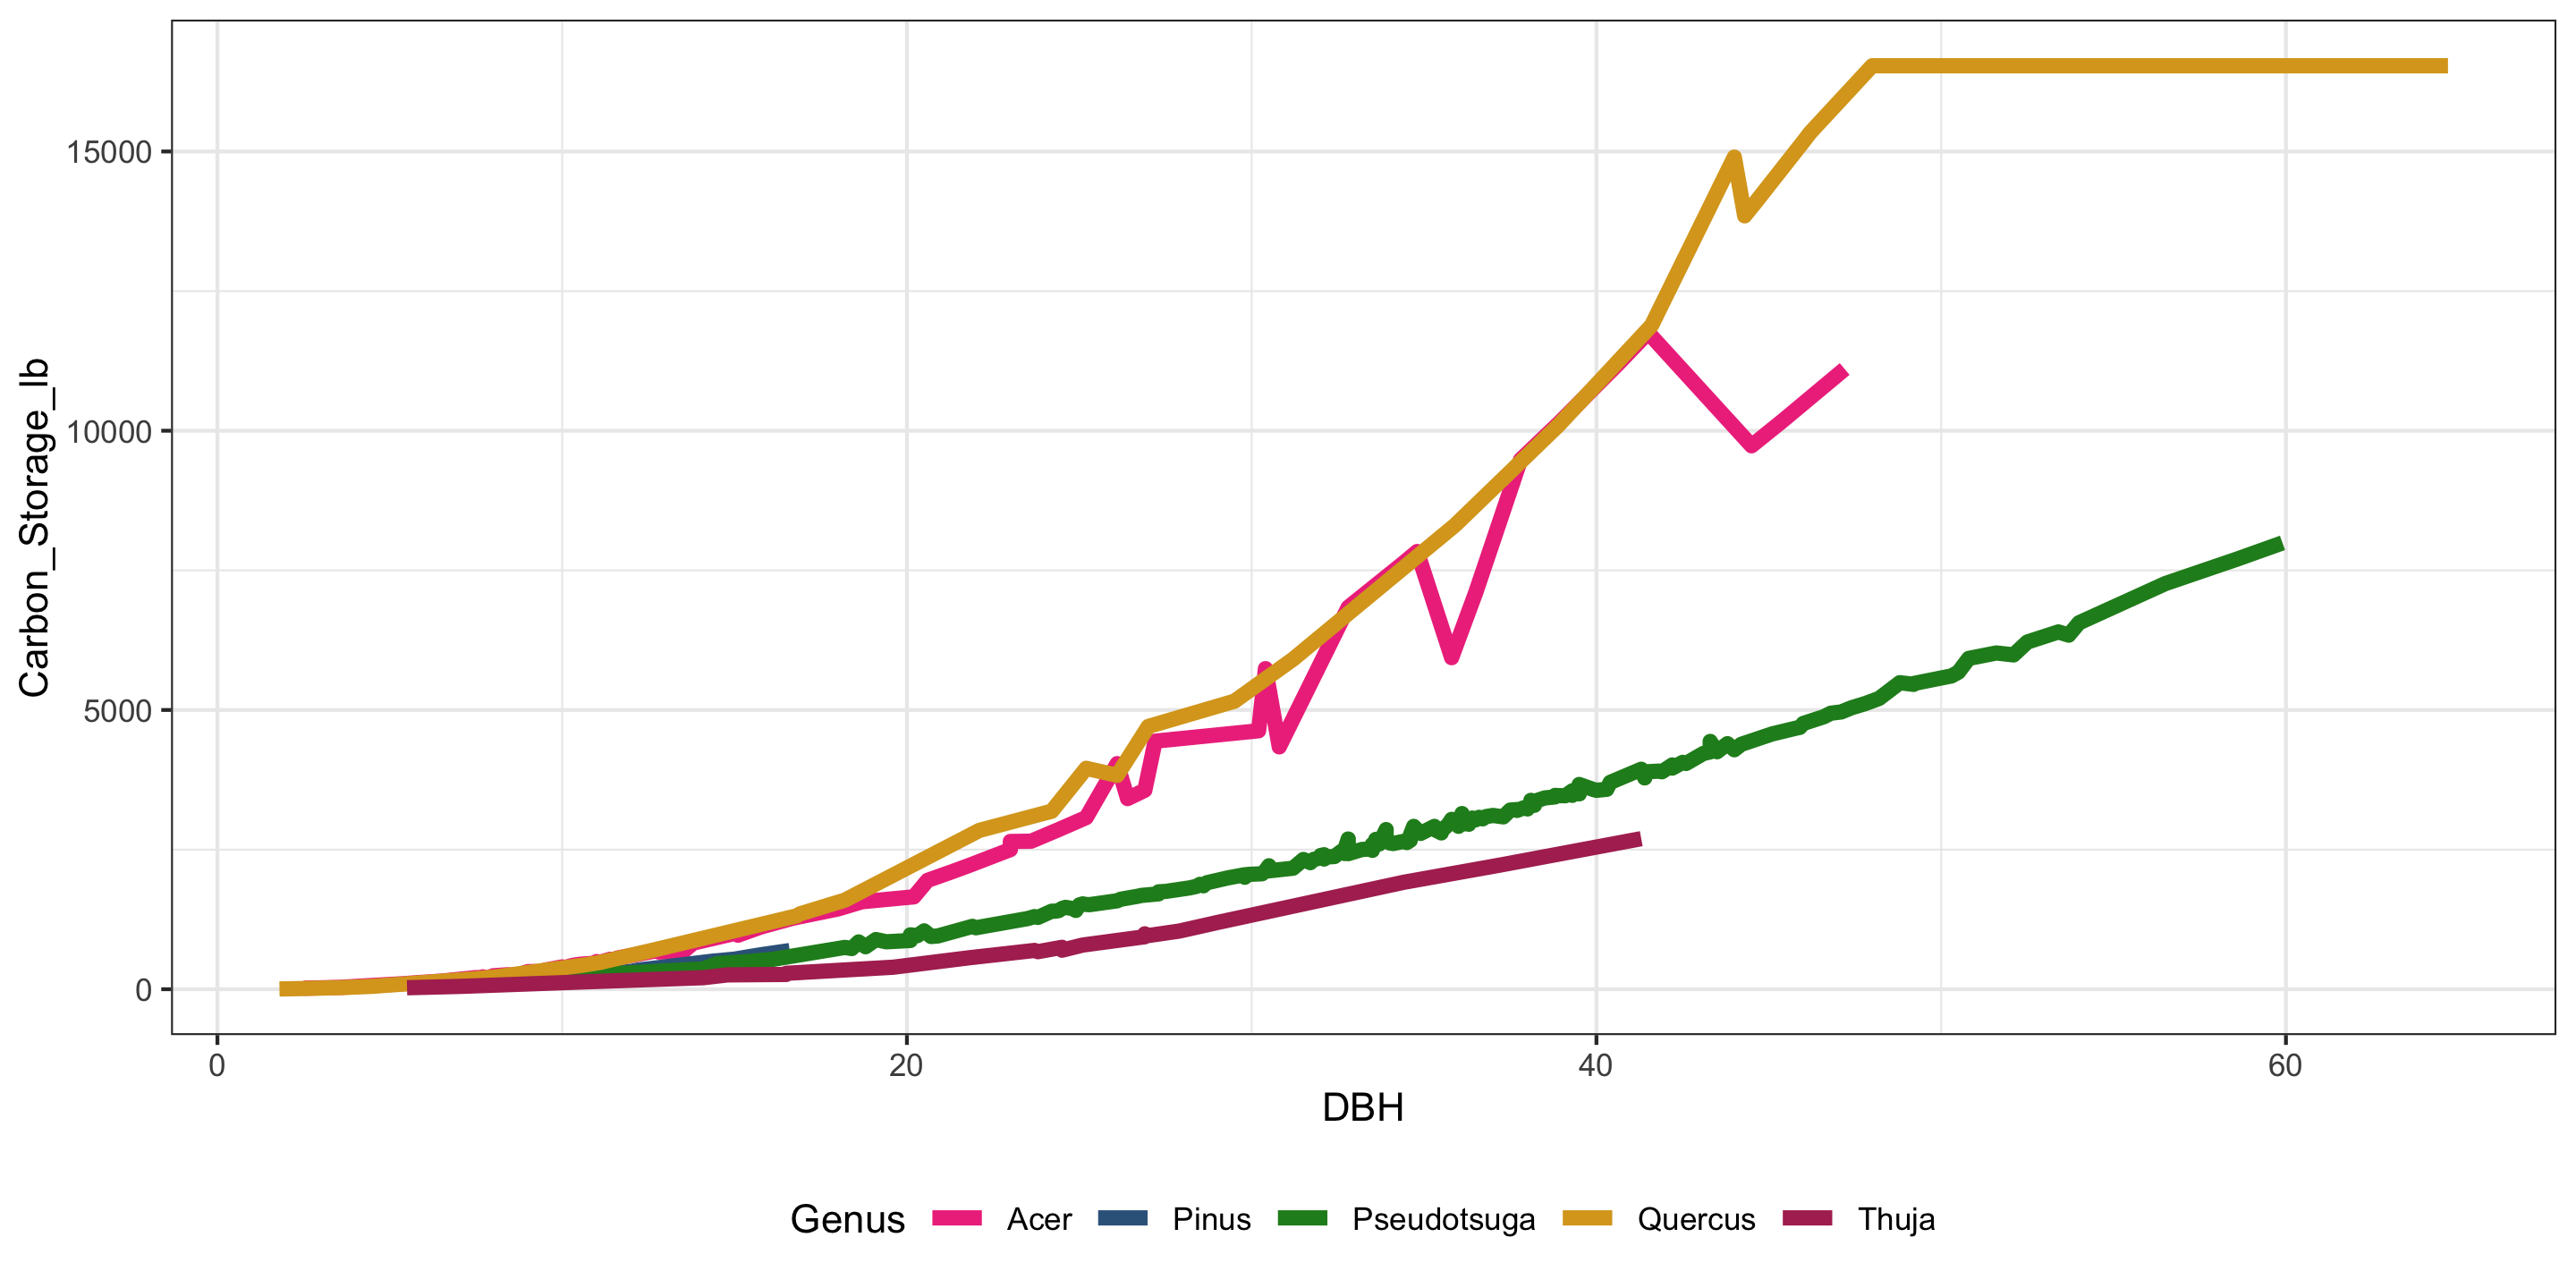 Carbon_Storage_lb
15000
10000
5000
0
0 20 40 60
DBH
Genus Acer Pinus Pseudotsuga Quercus Thuja